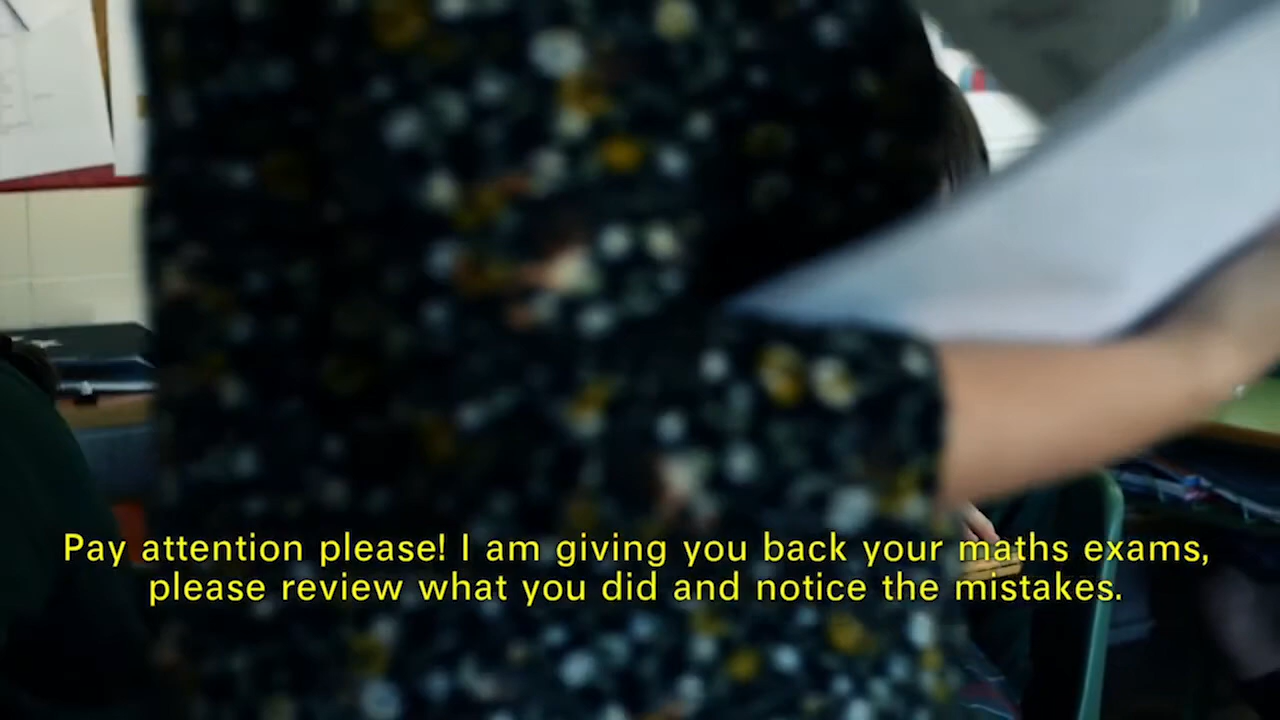 Pay attention please! I am giving you back your maths exams,
please review what you did and notice the mistakes.